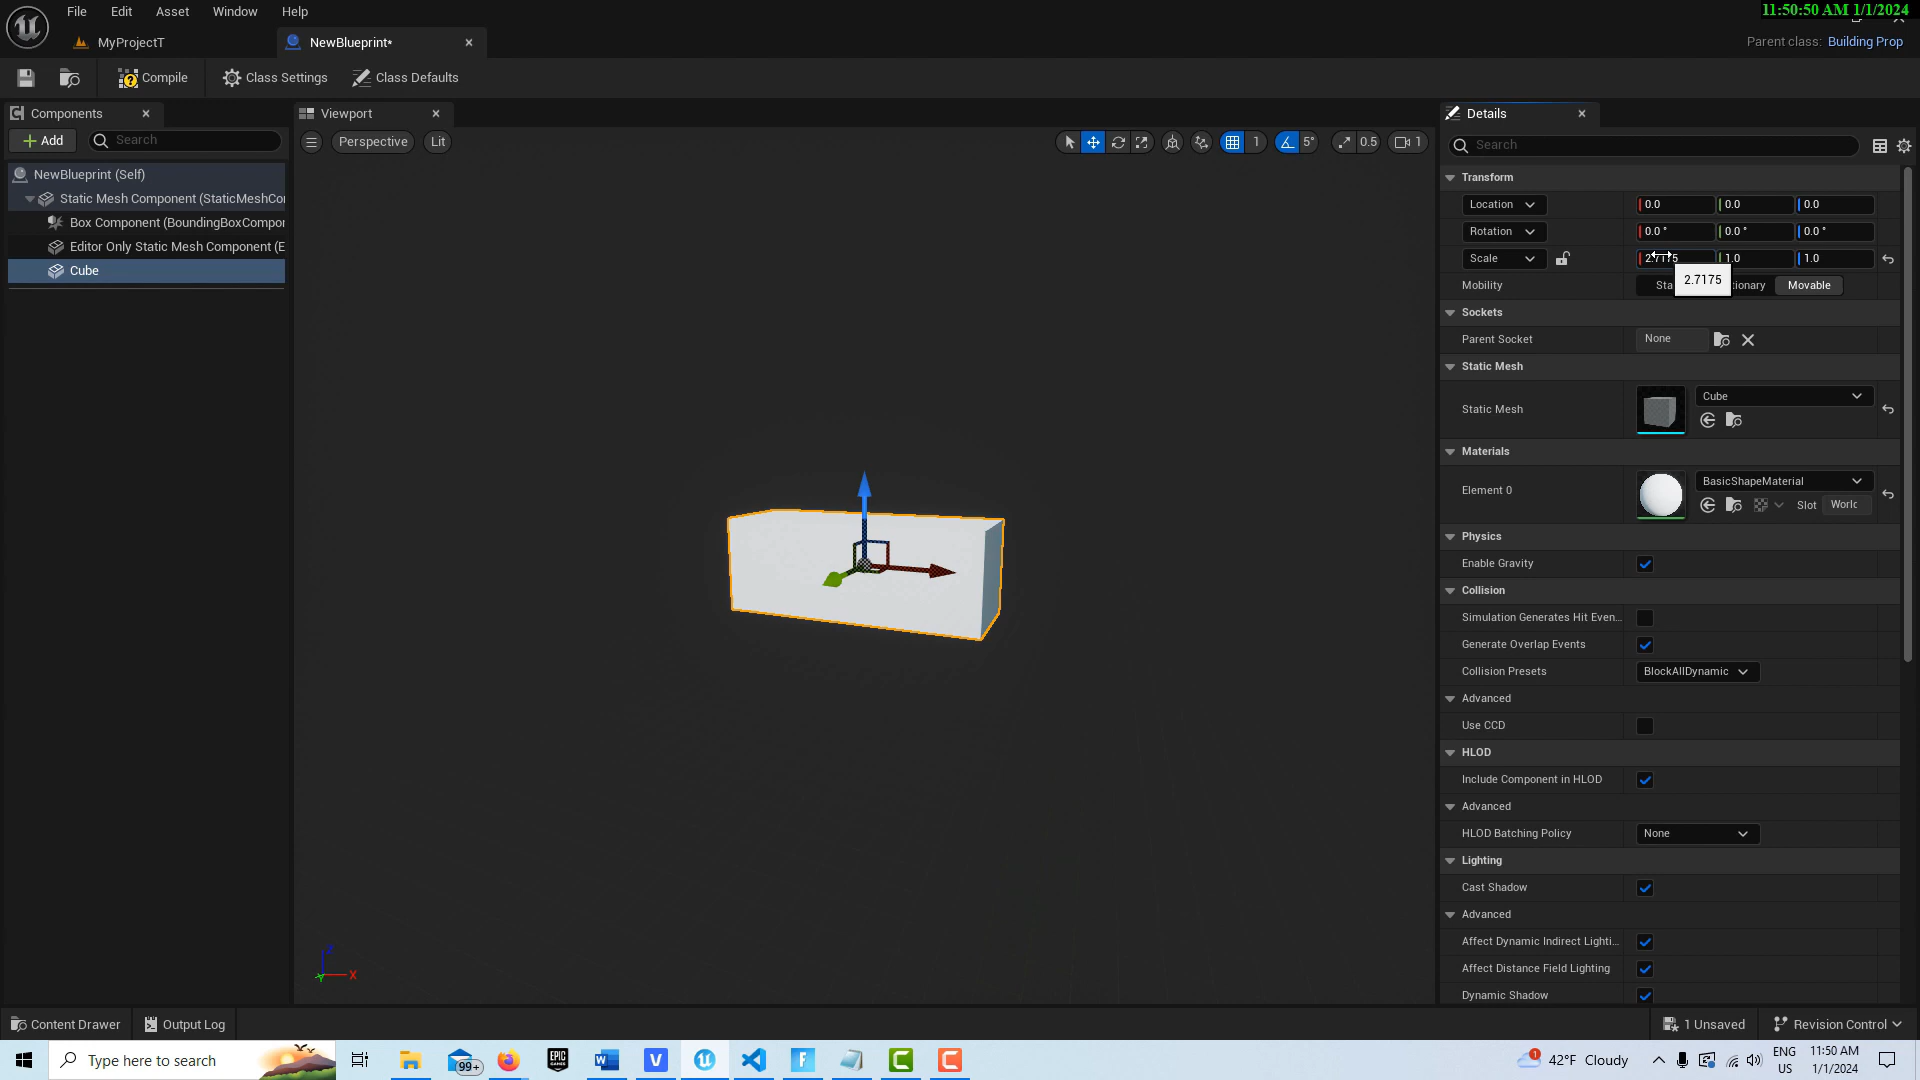 File Edit Asset Window Help
11:50:50 AM 1/1/2024
MyProjectT
NewBlueprint*
Parent class: Building Prop
Compile
Class Settings
Class Defaults
Components
Viewport
Details
Add
Search
Perspective
Lit
1
5°
0.5
1
Search
NewBlueprint (Self)
Static Mesh Component (StaticMeshCo
Box Component (BoundingBoxCompor
Editor Only Static Mesh Component (E
Cube
Transform
Location 0.0 0.0 0.0
Rotation 0.0 ° 0.0 ° 0.0 °
Scale 2.7175 1.0 1.0
2.7175
Mobility Sta tionary Movable
Sockets
Parent Socket None
Static Mesh
Static Mesh Cube
Materials
Element 0 BasicShapeMaterial
Slot Worlc
Physics
Enable Gravity
Collision
Simulation Generates Hit Even...
Generate Overlap Events
Collision Presets BlockAllDynamic
Advanced
Use CCD
HLOD
Include Component in HLOD
Advanced
HLOD Batching Policy None
Lighting
Cast Shadow
Advanced
Affect Dynamic Indirect Lighti...
Affect Distance Field Lighting
Dynamic Shadow
X
Content Drawer
Output Log
1 Unsaved
Revision Control
Type here to search
99+
EPIC GAMES
1
42°F Cloudy
ENG
US
11:50 AM
1/1/2024